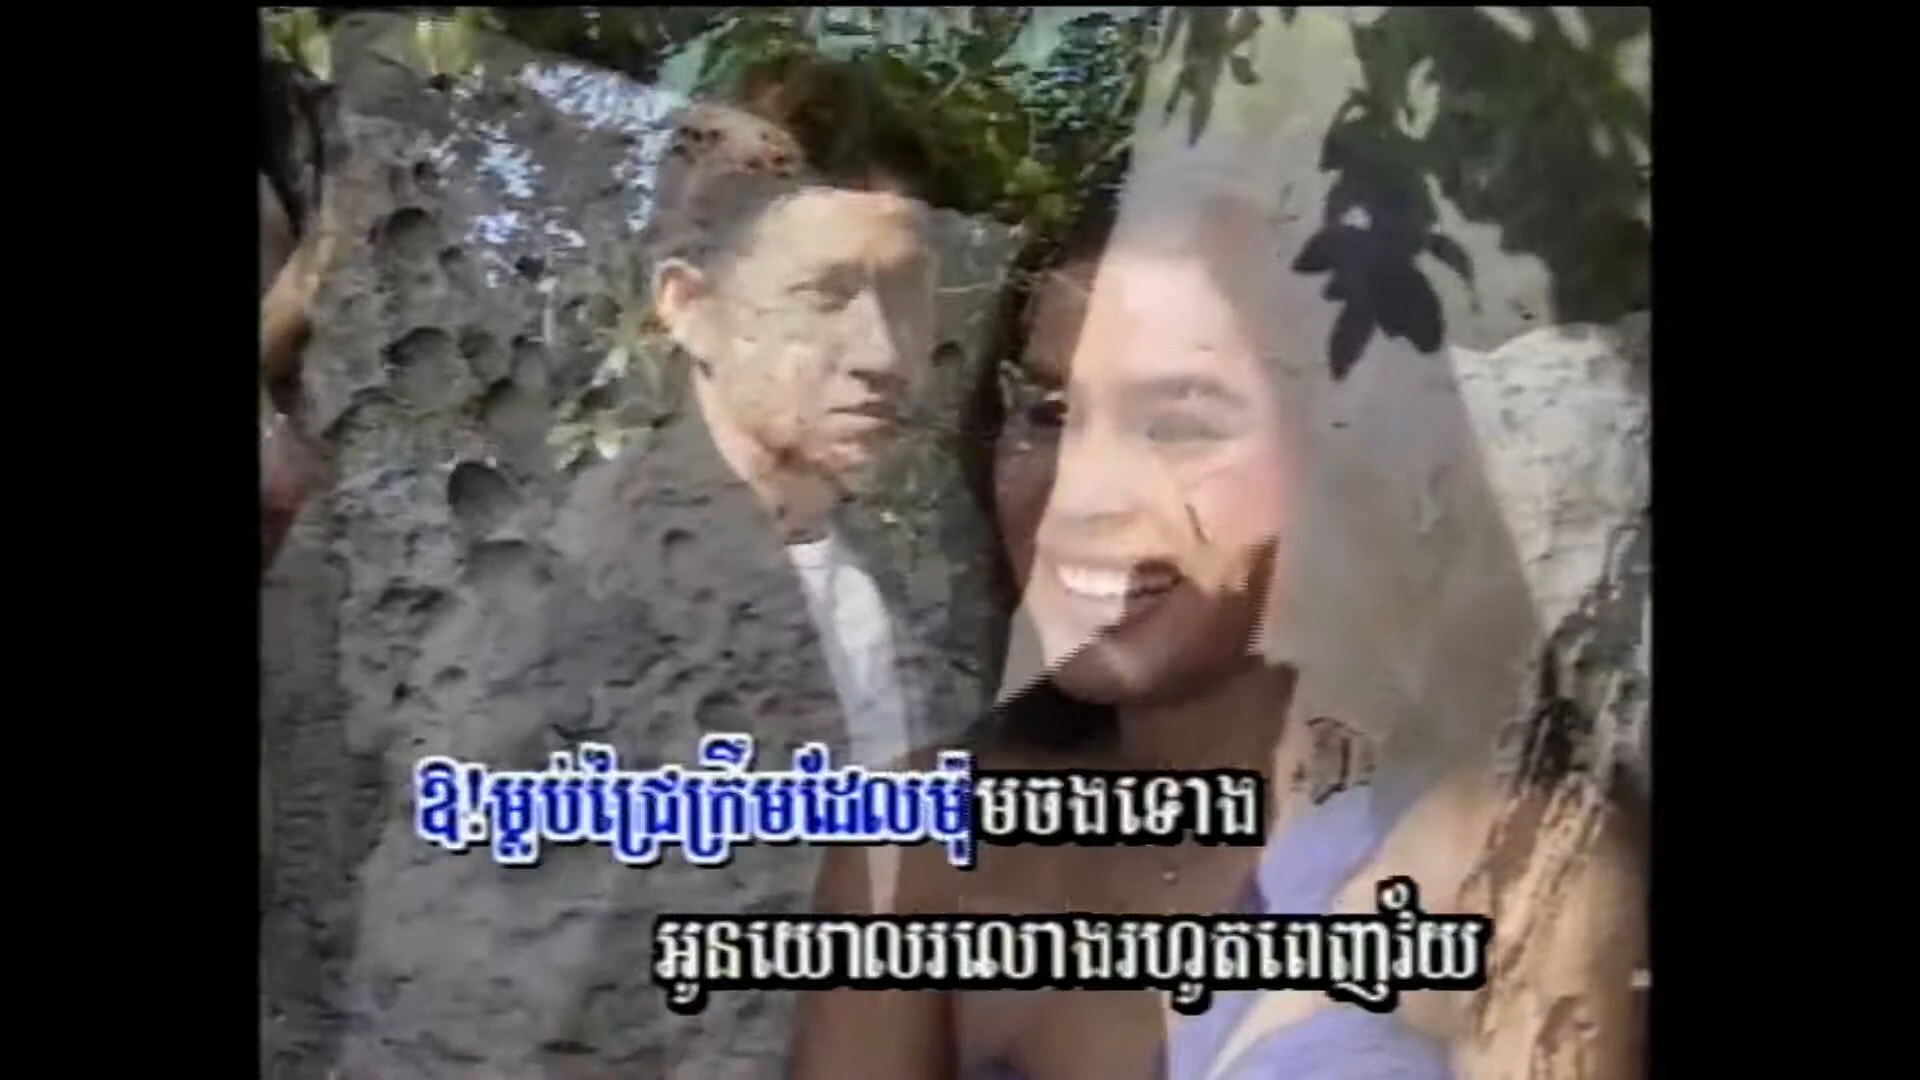 ឱ!ម្លប់ជ្រៃក្រឹមដែលម៉ុមចងទោង
អូនយោលរលោងរហូតពេញវ័យ